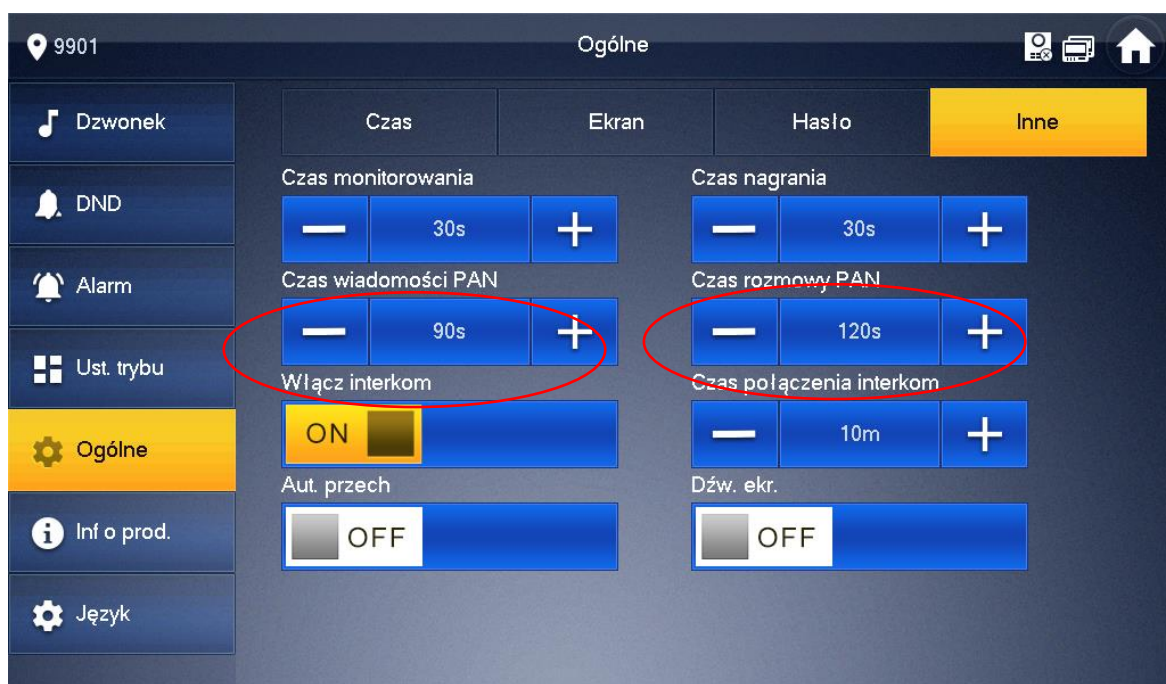 9901
Ogólne
Dzwonek
DND
Alarm
Ust. trybu
Ogólne
Inf o prod.
Język
Czas
Ekran
Hasło
Inne
Czas monitorowania
30s
Czas nagrania
30s
Czas wiadomości PAN
90s
Czas rozmowy PAN
120s
Włącz interkom
ON
Czas połączenia interkom
10m
Aut. przech
OFF
Dźw. ekr.
OFF